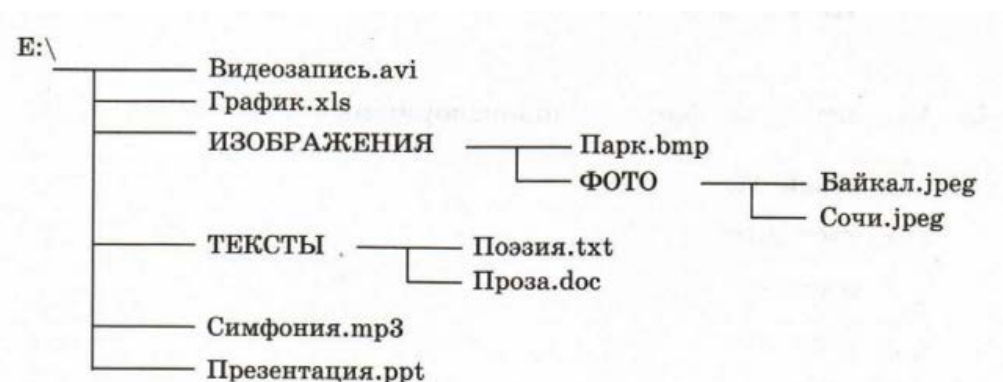 E:\
Видеозапись.avi
График.xls
ИЗОБРАЖЕНИЯ Парк.bmp
ФОТО Байкал.jpeg
Сочи.jpeg
ТЕКСТЫ Поэзия.txt
Проза.doc
Симфония.mp3
Презентация.ppt